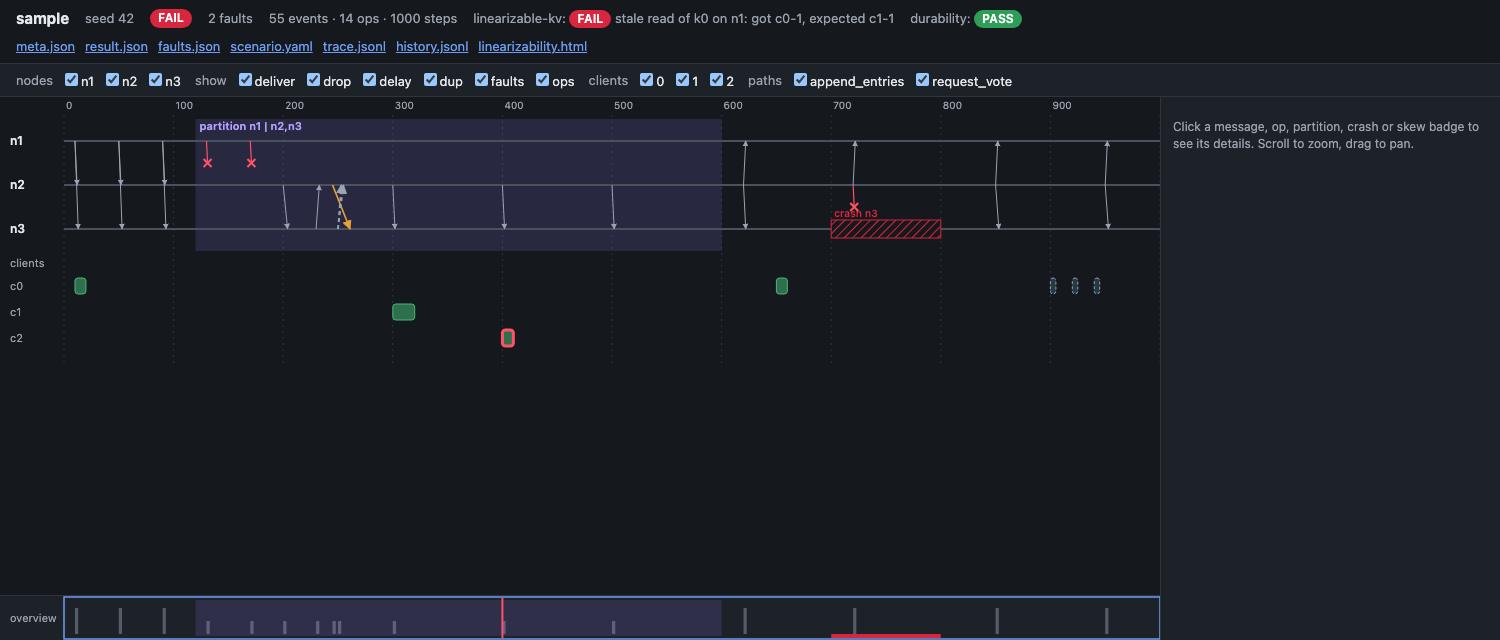 sample seed 42 FAIL 2 faults 55 events · 14 ops · 1000 steps linearizable-kv: FAIL stale read of k0 on n1: got c0-1, expected c1-1 durability: PASS
meta.json result.json faults.json scenario.yaml trace.jsonl history.jsonl linearizability.html
nodes n1 n2 n3 show deliver drop delay dup faults ops clients 0 1 2 paths append_entries request_vote
0 100 200 300 400 500 600 700 800 900
partition n1 | n2,n3
Click a message, op, partition, crash or skew badge to
see its details. Scroll to zoom, drag to pan.
n1
n2
crash n3
n3
clients
c0
c1
c2
overview